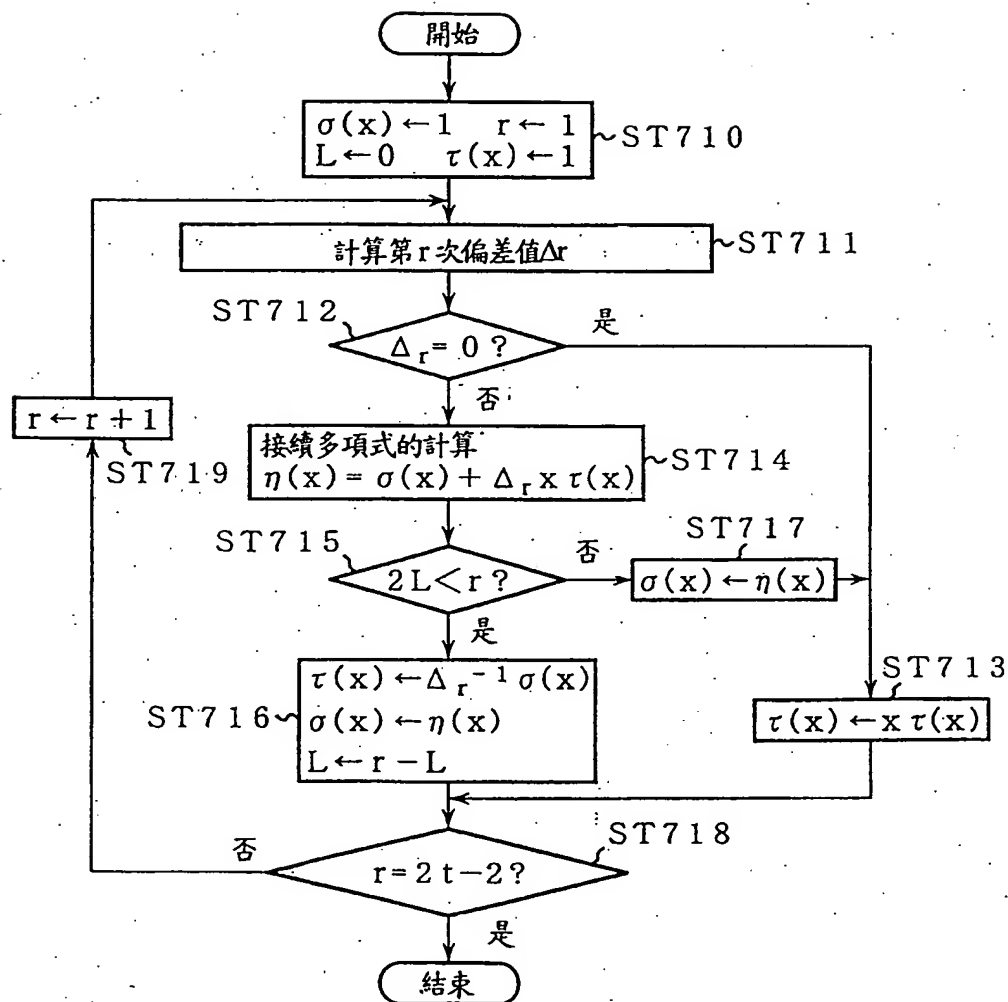 開始
σ(x)←1 r←1
L←0 τ(x)←1
ST710
計算第r次偏差值Δr
ST711
ST712
Δr=0?
是
否
r←r+1
ST719
接續多項式的計算
η(x)=σ(x)+Δr x τ(x)
ST714
ST715
2L<r?
否
ST717
σ(x)←η(x)
是
ST713
τ(x)←x τ(x)
τ(x)←Δr⁻¹σ(x)
σ(x)←η(x)
L←r-L
ST716
ST718
r=2t-2?
否
是
結束